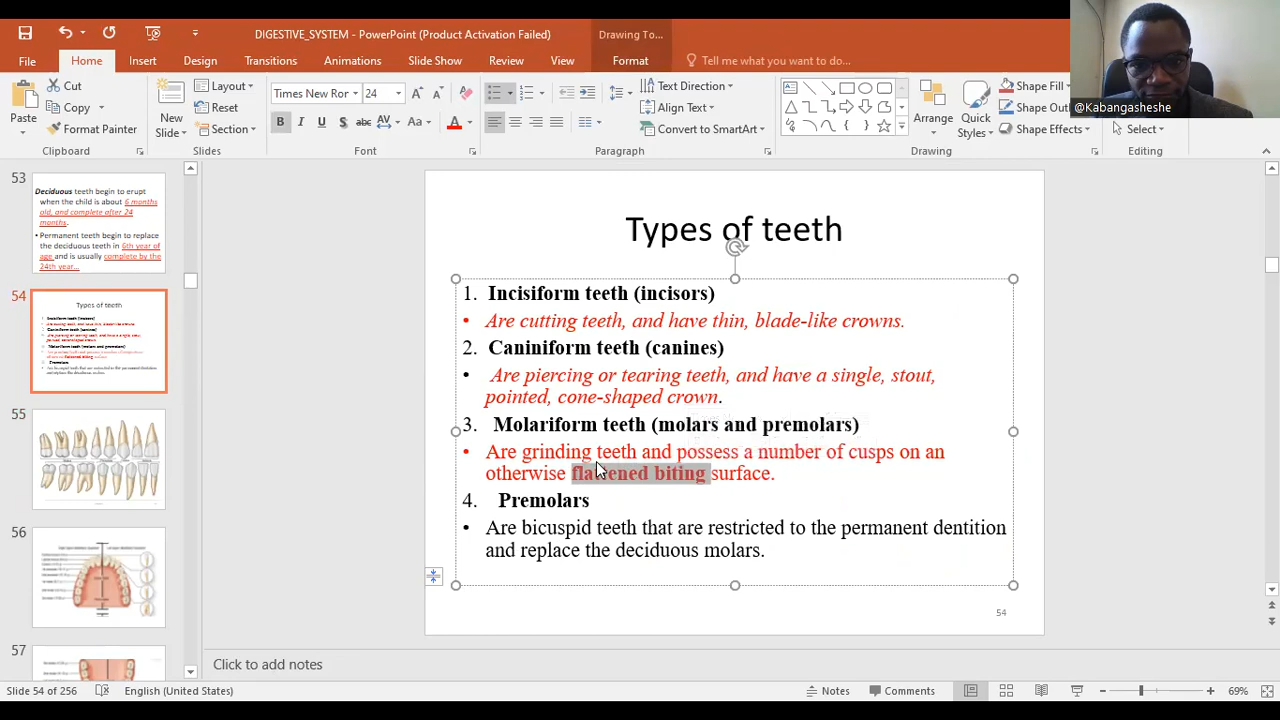 DIGESTIVE_SYSTEM - PowerPoint (Product Activation Failed)
Drawing To...
File
Home
Insert
Design
Transitions
Animations
Slide Show
Review
View
Format
Tell me what you want to do...
Cut
Copy
Format Painter
Paste
Clipboard
New
Slide
Layout
Reset
Section
Slides
Times New Ror
24
Font
Text Direction
Align Text
Convert to SmartArt
Paragraph
Arrange
Quick
Styles
Shape Fill
Shape Out
Shape Effects
Drawing
Select
Editing
@Kabangasheshe
53
Deciduous teeth begin to erupt
when the child is about 6 months
old, and complete after 24
months.
• Permanent teeth begin to replace
the deciduous teeth in 6th year of
age and is usually complete by the
24th year...
54
Types of teeth
55
56
57
Types of teeth
1. Incisiform teeth (incisors)
• Are cutting teeth, and have thin, blade-like crowns.
2. Caniniform teeth (canines)
• Are piercing or tearing teeth, and have a single, stout,
pointed, cone-shaped crown.
3. Molariform teeth (molars and premolars)
• Are grinding teeth and possess a number of cusps on an
otherwise flattened biting surface.
4. Premolars
• Are bicuspid teeth that are restricted to the permanent dentition
and replace the deciduous molars.
54
Click to add notes
Slide 54 of 256
English (United States)
Notes
Comments
69%